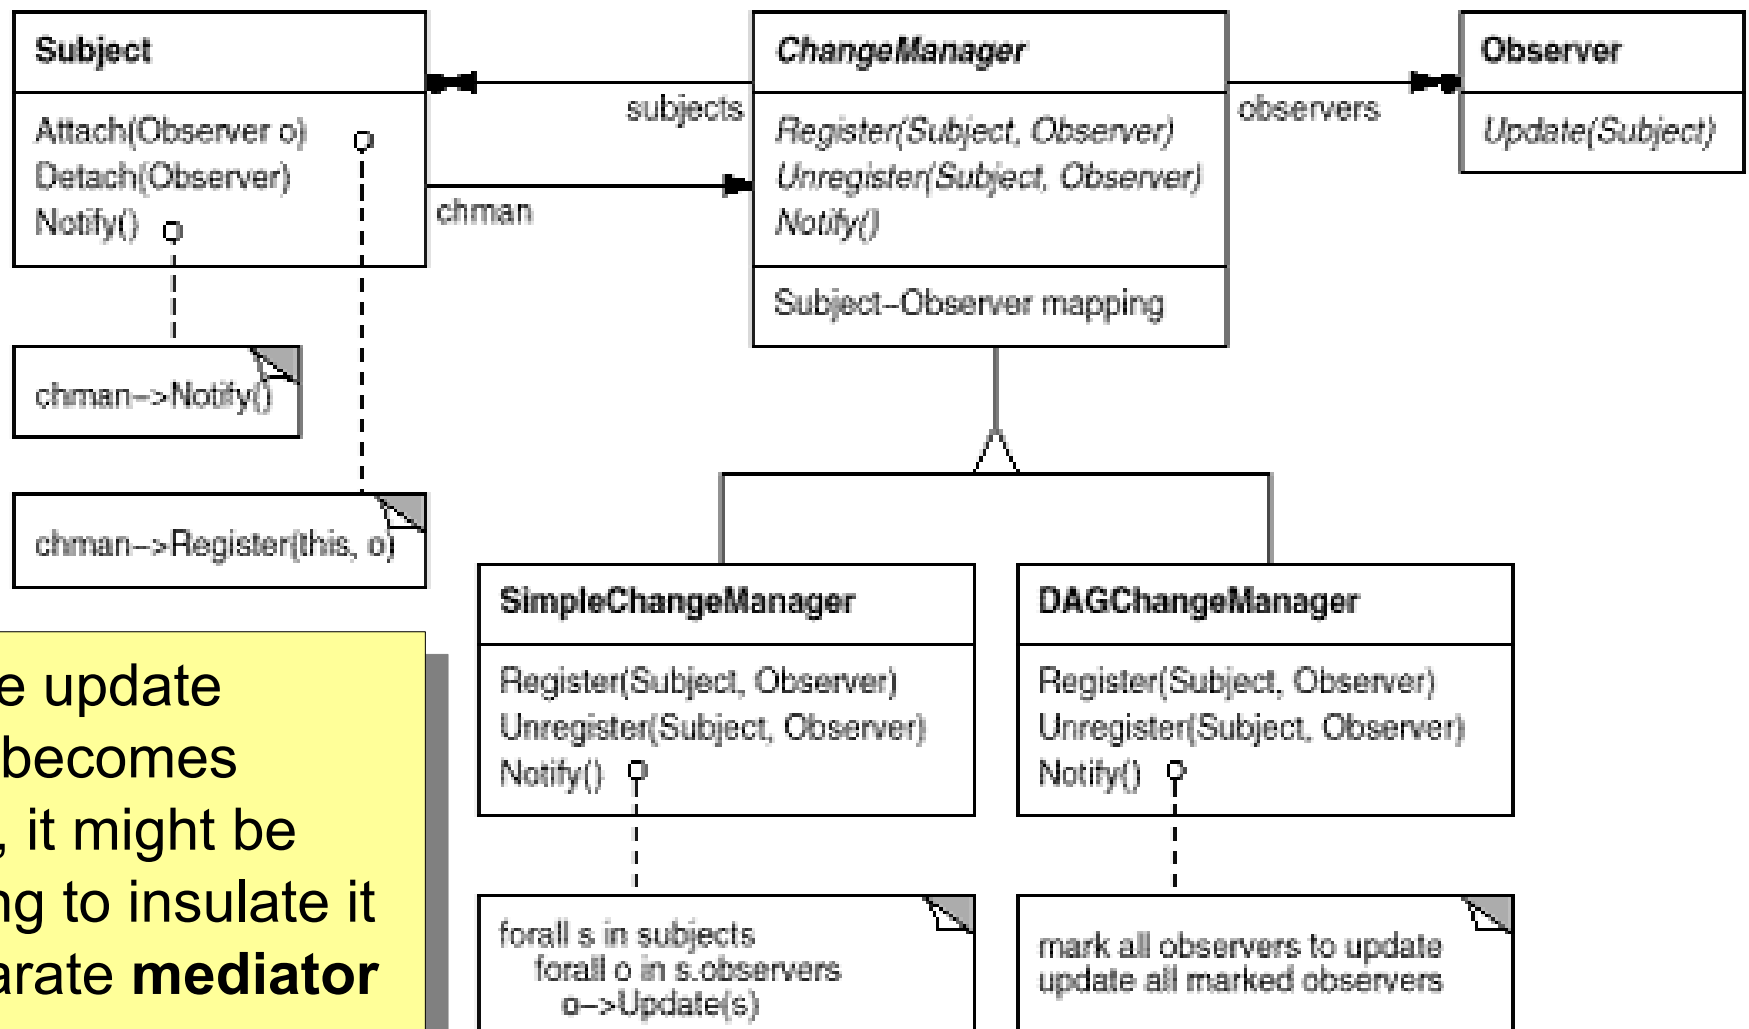 Subject
Attach(Observer o)
Detach(Observer)
Notify()
subjects
chman
ChangeManager
Register(Subject, Observer)
Unregister(Subject, Observer)
Notify()
Subject–Observer mapping
observers
Observer
Update(Subject)
chman–>Notify()
chman–>Register(this, o)
SimpleChangeManager
Register(Subject, Observer)
Unregister(Subject, Observer)
Notify()
DAGChangeManager
Register(Subject, Observer)
Unregister(Subject, Observer)
Notify()
forall s in subjects
forall o in s.observers
o–>Update(s)
mark all observers to update
update all marked observers
update
becomes
, it might be
to insulate it
mediator